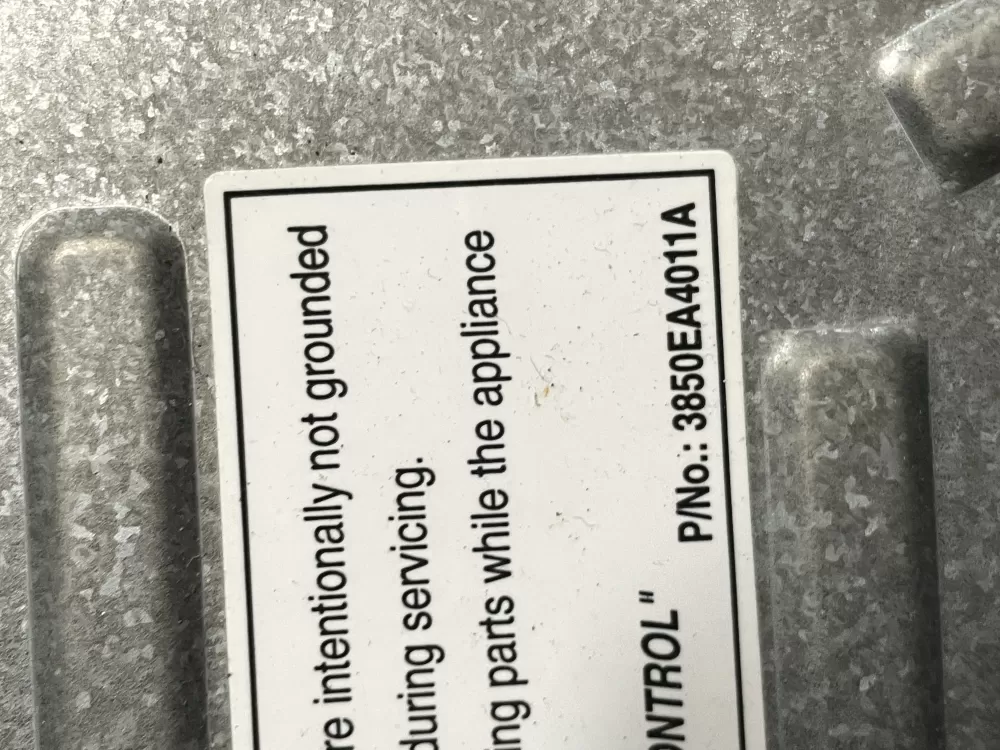 re intentionally not grounded
during servicing.
ing parts while the appliance
ONTROL"
P/No.: 3850EA4011A